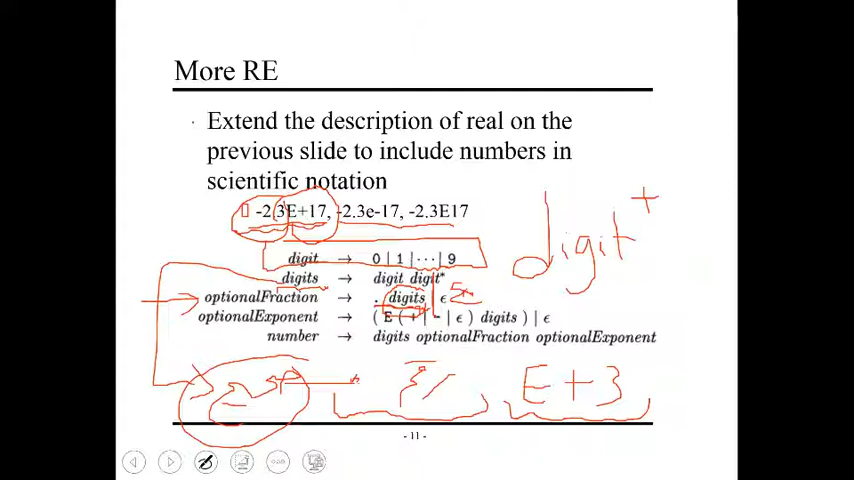 More RE
Extend the description of real on the
previous slide to include numbers in
scientific notation
-2.3E+17, -2.3e-17, -2.3E17
digit +
digit → 0 | 1 | ··· | 9
digits → digit digit*
optionalFraction → . digits | ϵ
optionalExponent → ( E ( + | - | ϵ ) digits ) | ϵ
number → digits optionalFraction optionalExponent
E + 3
- 11 -